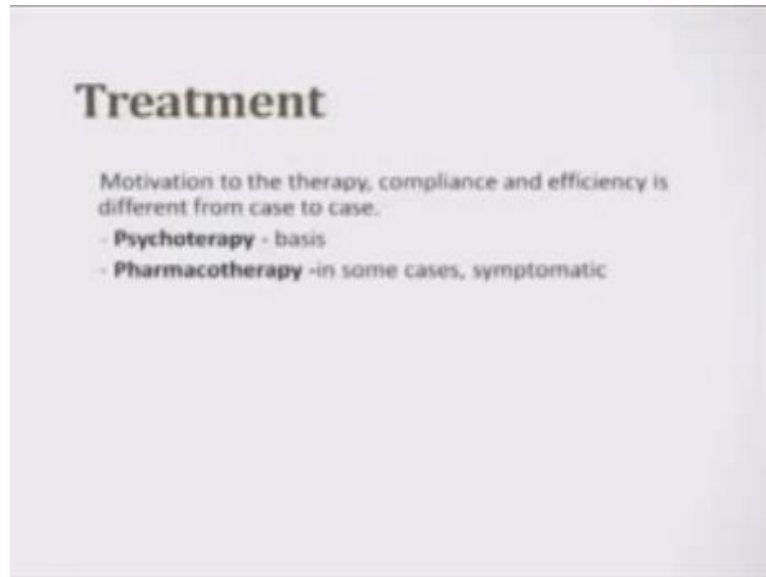 Treatment
Motivation to the therapy, compliance and efficiency is
different from case to case.
- Psychoterapy - basis
- Pharmacotherapy -in some cases, symptomatic